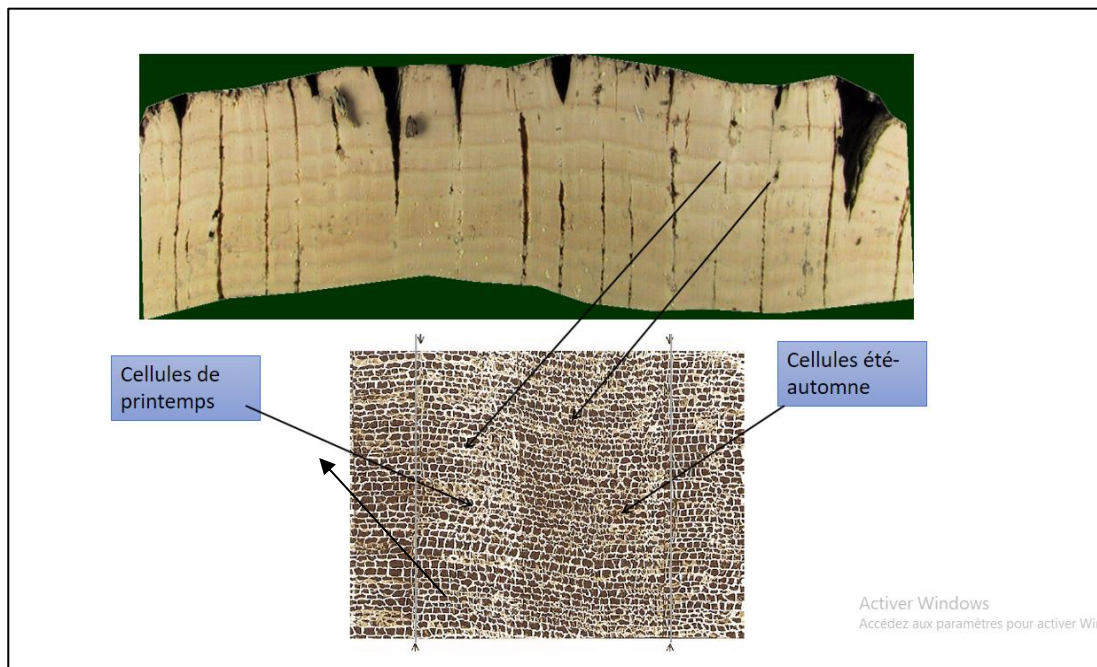 Cellules de
printemps
Cellules été-
automne
Activer Windows
Accédez aux paramètres pour activer Wi